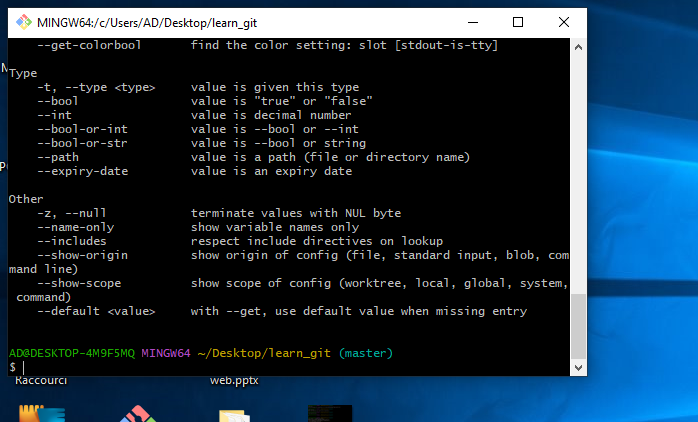 MINGW64:/c/Users/AD/Desktop/learn_git
--get-colorbool find the color setting: slot [stdout-is-tty]
Type
-t, --type <type> value is given this type
--bool value is "true" or "false"
--int value is decimal number
--bool-or-int value is --bool or --int
--bool-or-str value is --bool or string
--path value is a path (file or directory name)
--expiry-date value is an expiry date
Other
-z, --null terminate values with NUL byte
--name-only show variable names only
--includes respect include directives on lookup
--show-origin show origin of config (file, standard input, blob, com
mand line)
--show-scope show scope of config (worktree, local, global, system,
command)
--default <value> with --get, use default value when missing entry
AD@DESKTOP-4M9F5MQ MINGW64 ~/Desktop/learn_git (master)
$
Raccourci web.pptx